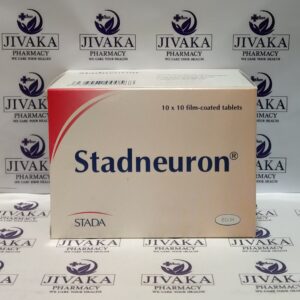 JIVAKA
PHARMACY
WE CARE YOUR HEALTH
10 x 10 film-coated tablets
Stadneuron®
STADA